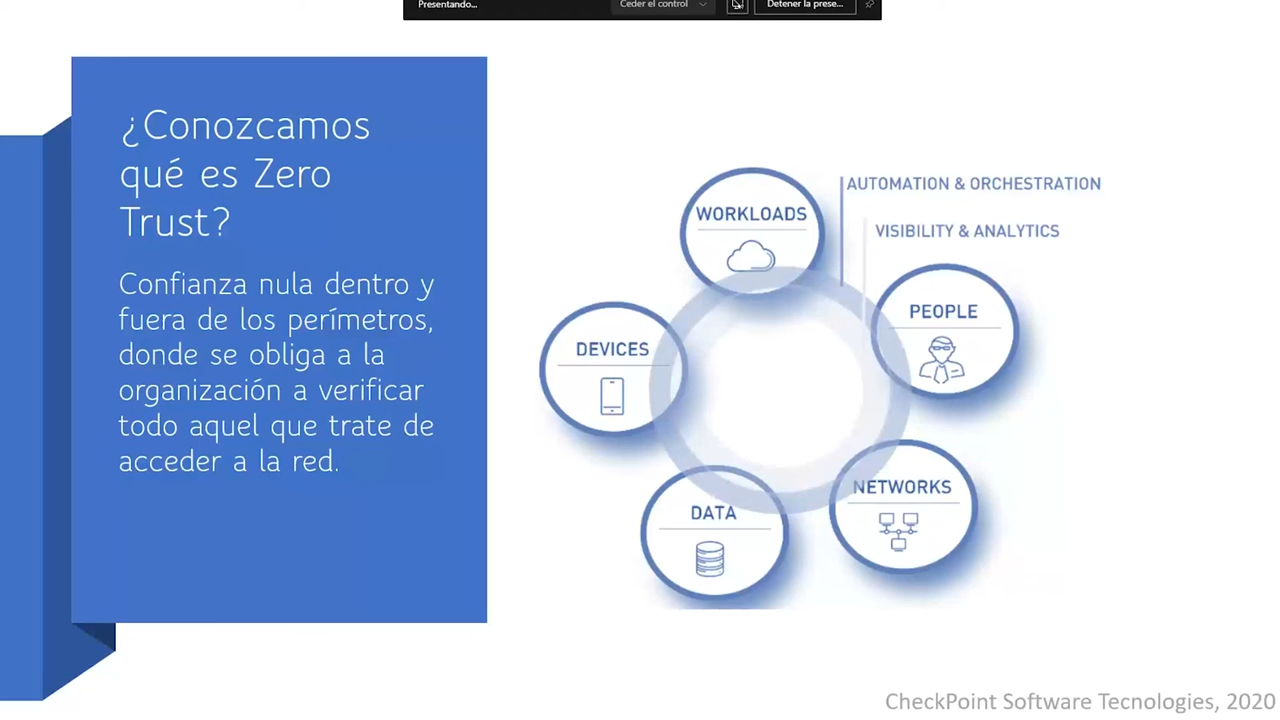 Presentando...
Ceder el control
Detener la prese...
¿Conozcamos
qué es Zero
Trust?
Confianza nula dentro y
fuera de los perímetros,
donde se obliga a la
organización a verificar
todo aquel que trate de
acceder a la red.
WORKLOADS
AUTOMATION & ORCHESTRATION
VISIBILITY & ANALYTICS
PEOPLE
DEVICES
NETWORKS
DATA
CheckPoint Software Tecnologies, 2020